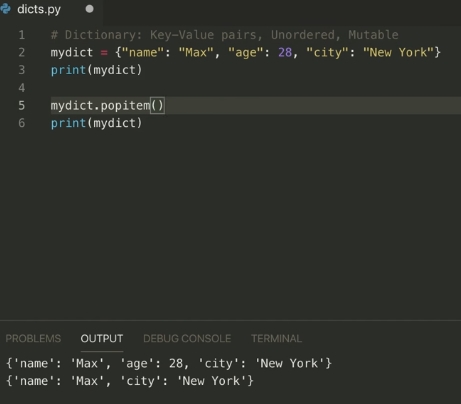 dicts.py
1 # Dictionary: Key-Value pairs, Unordered, Mutable
2 mydict = {"name": "Max", "age": 28, "city": "New York"}
3 print(mydict)
4
5 mydict.popitem()
6 print(mydict)
PROBLEMS OUTPUT DEBUG CONSOLE TERMINAL
{'name': 'Max', 'age': 28, 'city': 'New York'}
{'name': 'Max', 'city': 'New York'}